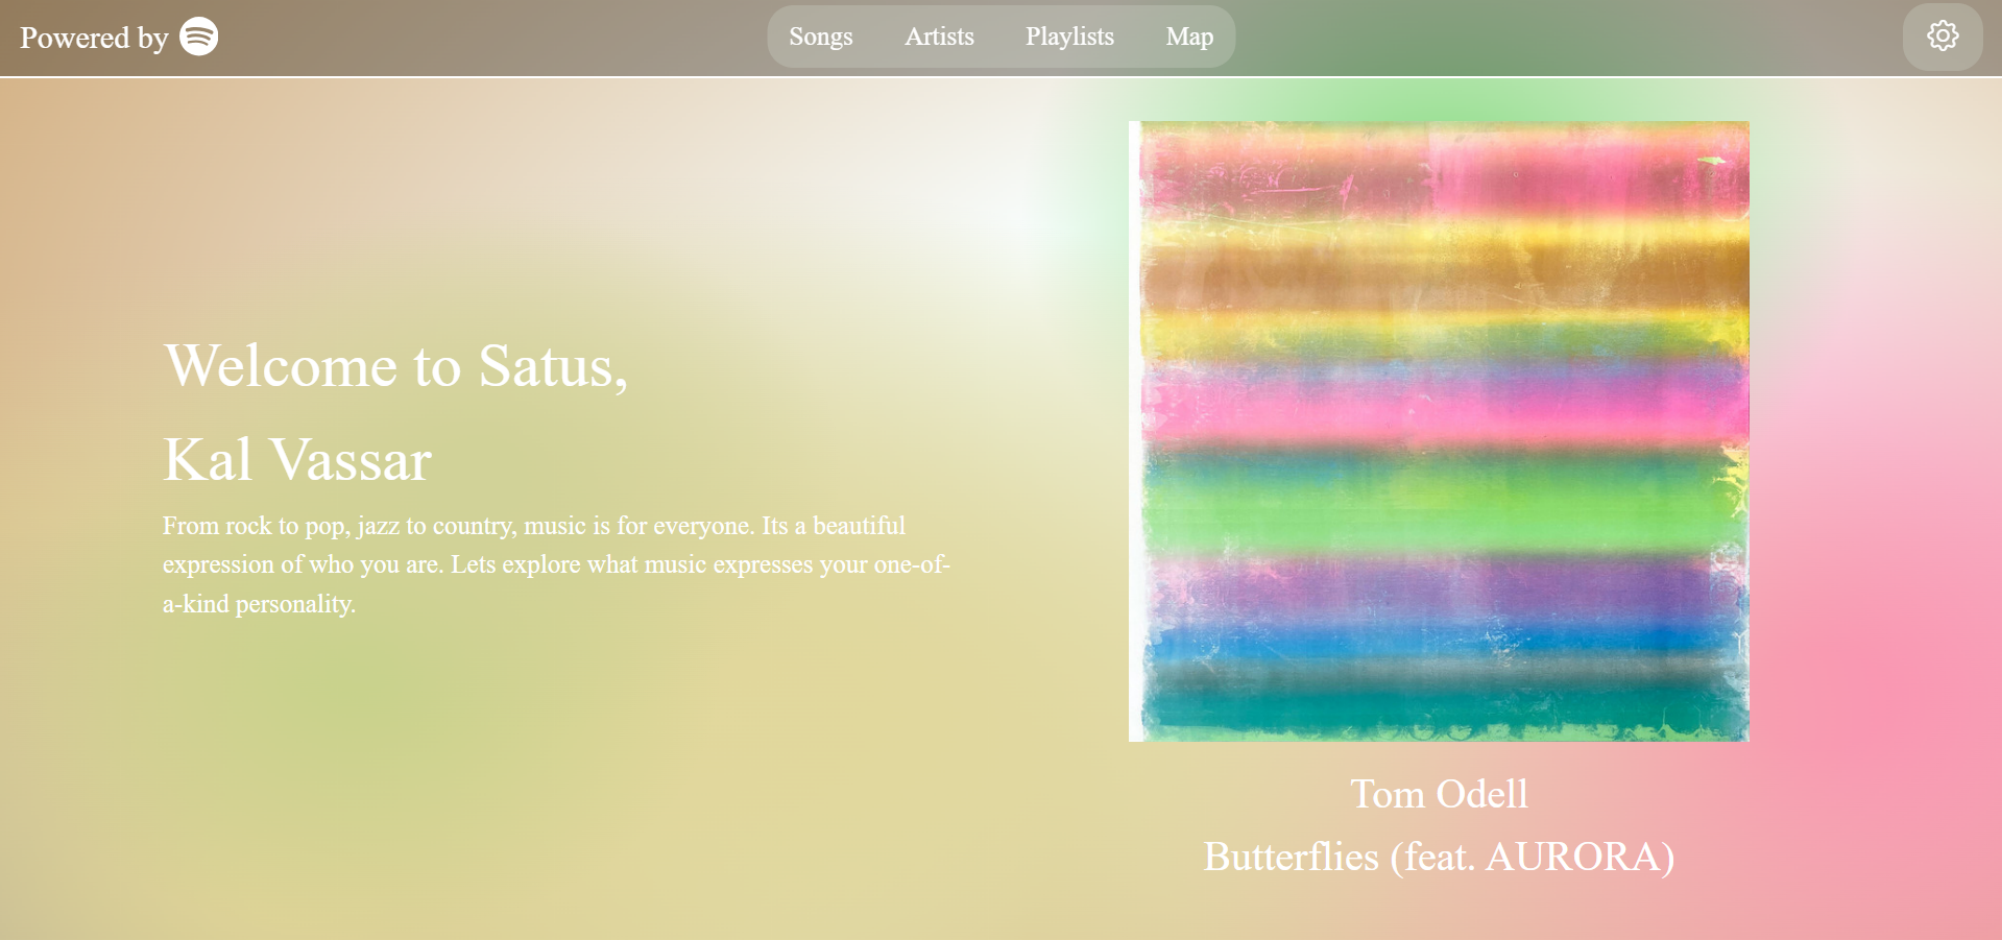 Powered by
Songs Artists Playlists Map
Welcome to Satus,
Kal Vassar
From rock to pop, jazz to country, music is for everyone. Its a beautiful
expression of who you are. Lets explore what music expresses your one-of-
a-kind personality.
Tom Odell
Butterflies (feat. AURORA)